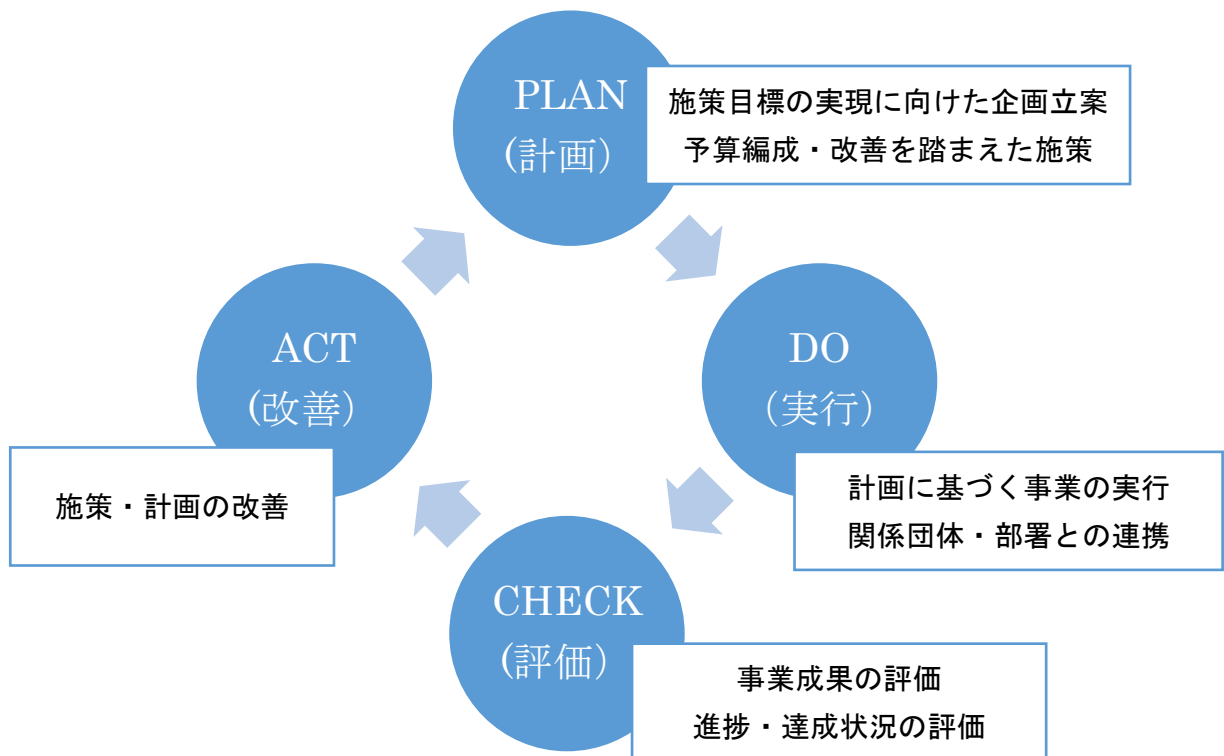 PLAN
(計画)
施策目標の実現に向けた企画立案
予算編成・改善を踏まえた施策
DO
(実行)
計画に基づく事業の実行
関係団体・部署との連携
CHECK
(評価)
事業成果の評価
進捗・達成状況の評価
ACT
(改善)
施策・計画の改善